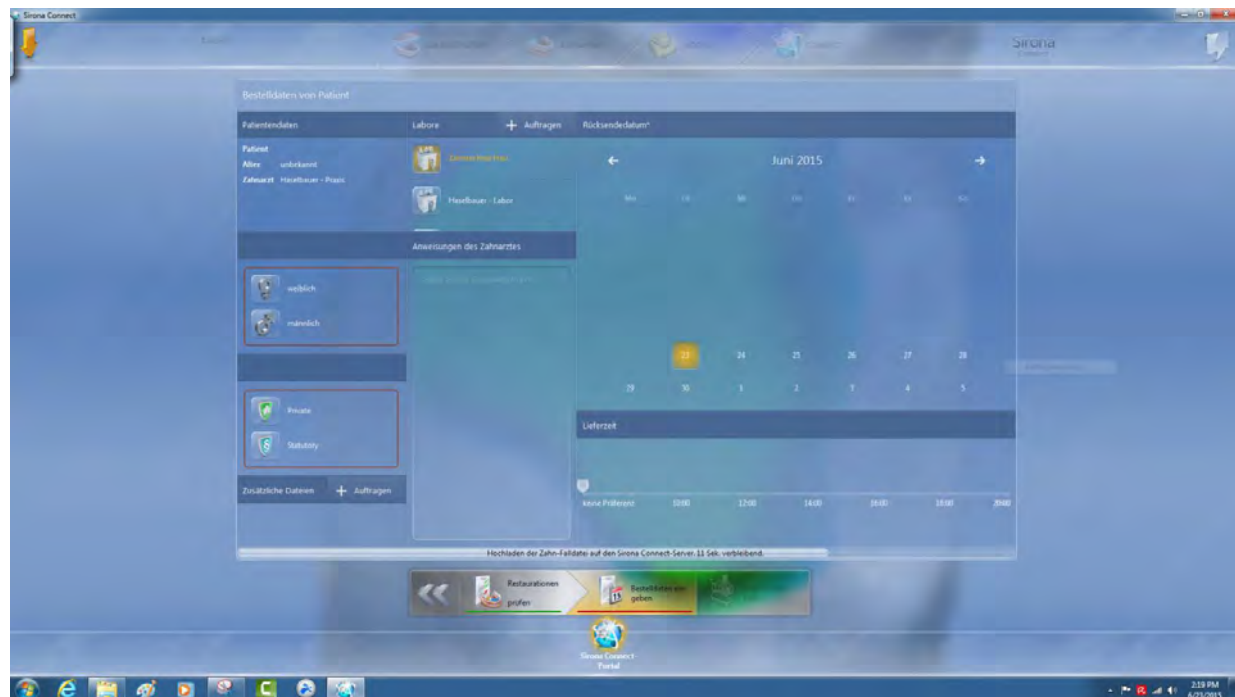 Sirona Connect
Sirona
Bestelldaten von Patient
Patientendaten
Labore
+ Auftragen
Rücksendedatum*
Patient
Alter unbekannt
Zahnarzt Haselbauer - Praxis
Haselbauer - Labor
Juni 2015
Anweisungen des Zahnarztes
weiblich
männlich
23 24 25 26 27 28
29 30 1 2 3 4 5
Private
Statutory
Lieferzeit
Zusätzliche Dateien + Auftragen
Keine Präferenz 10:00 12:00 14:00 16:00 18:00 20:00
Hochladen der Zahn-Falldatei auf den Sirona Connect-Server. 11 Sek. verbleibend.
Restaurationen
prüfen
Bestelldaten ein
geben
Sirona Connect-
Portal
2:19 PM
6/23/2015